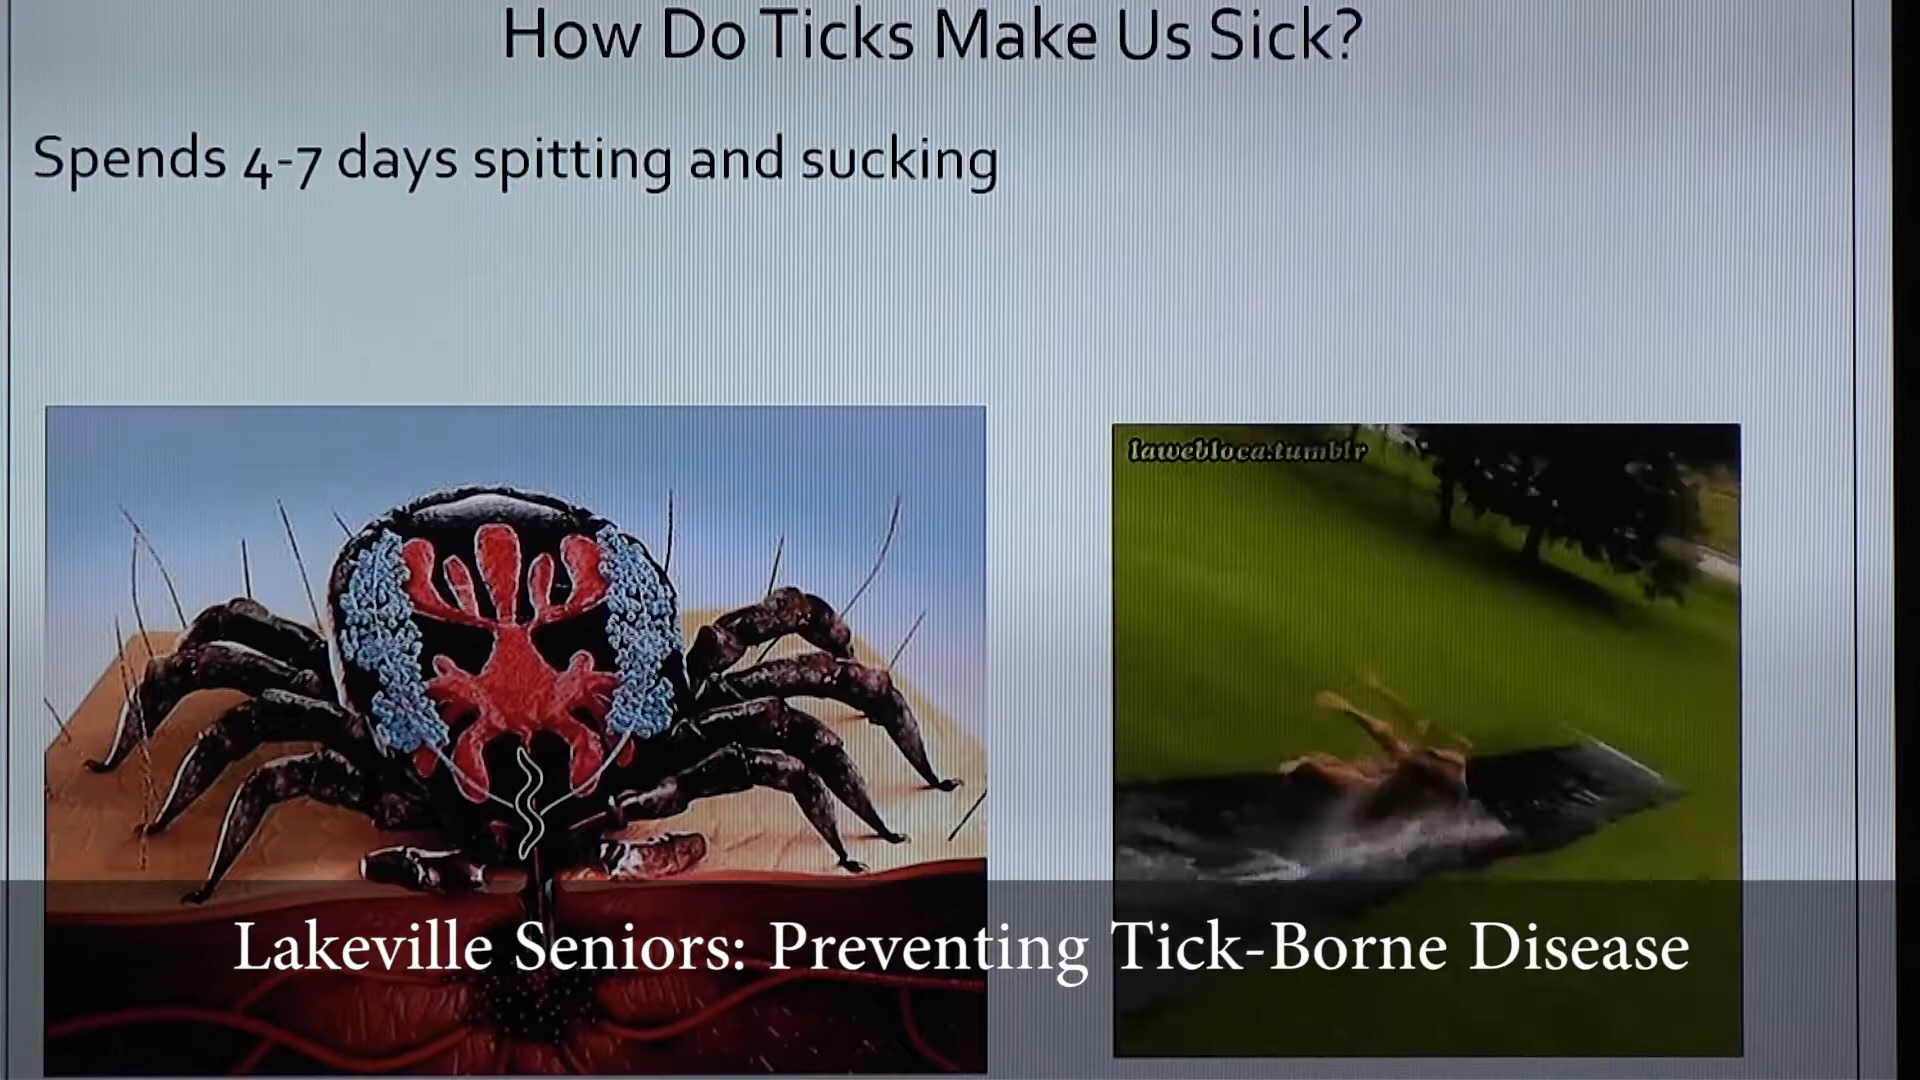 How Do Ticks Make Us Sick?
Spends 4-7 days spitting and sucking
lawebloca.tumblr
Lakeville Seniors: Preventing Tick-Borne Disease